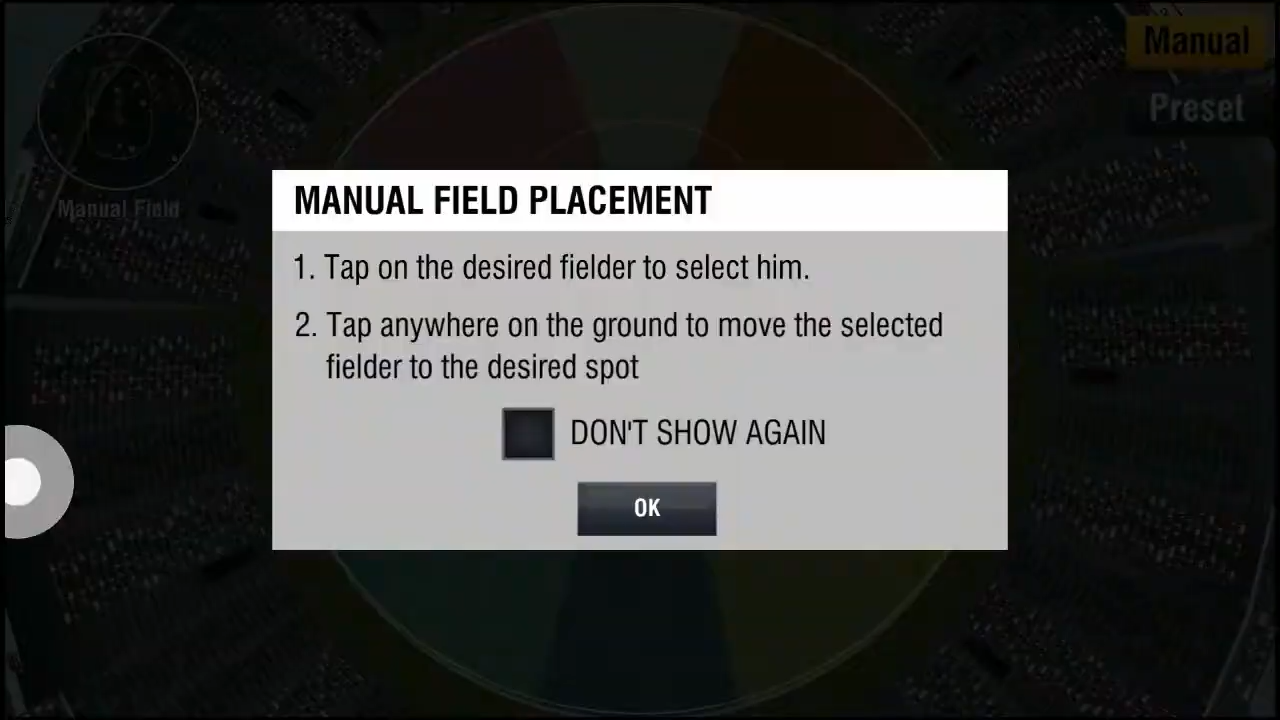 Manual
Preset
Manual Field
MANUAL FIELD PLACEMENT
1. Tap on the desired fielder to select him.
2. Tap anywhere on the ground to move the selected
fielder to the desired spot
DON'T SHOW AGAIN
OK